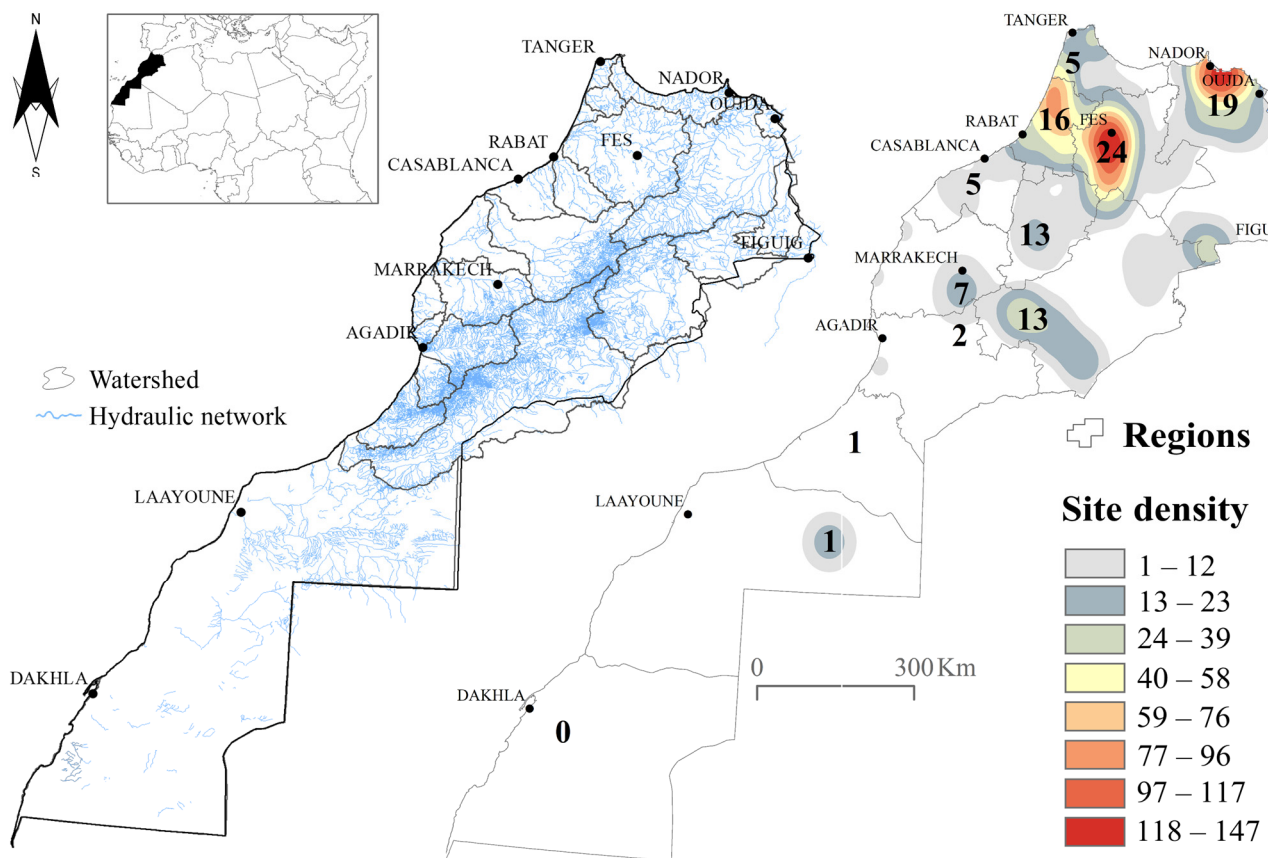 N
S
TANGER
NADOR
OUJDA
RABAT
FES
CASABLANCA
FIGUIG
MARRAKECH
AGADIR
Watershed
Hydraulic network
LAAYOUNE
DAKHLA
TANGER
5
NADOR
OUJDA
19
16
RABAT
FES
24
CASABLANCA
5
13
FIGU
MARRAKECH
7
13
AGADIR
2
1
Regions
LAAYOUNE
1
Site density
1 – 12
13 – 23
24 – 39
40 – 58
59 – 76
77 – 96
97 – 117
118 – 147
0
300 Km
DAKHLA
0